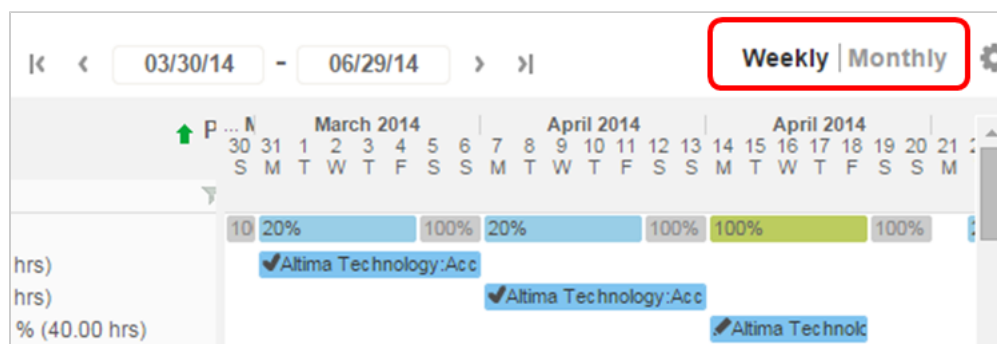 03/30/14 - 06/29/14 Weekly | Monthly
P ... M March 2014 April 2014 April 2014
30 31 1 2 3 4 5 6 7 8 9 10 11 12 13 14 15 16 17 18 19 20 21
S M T W T F S S M T W T F S S M T W T F S S M
10 20% 100% 20% 100% 100% 100%
hrs) Altima Technology:Acc
hrs) Altima Technology:Acc
% (40.00 hrs) Altima Technolo